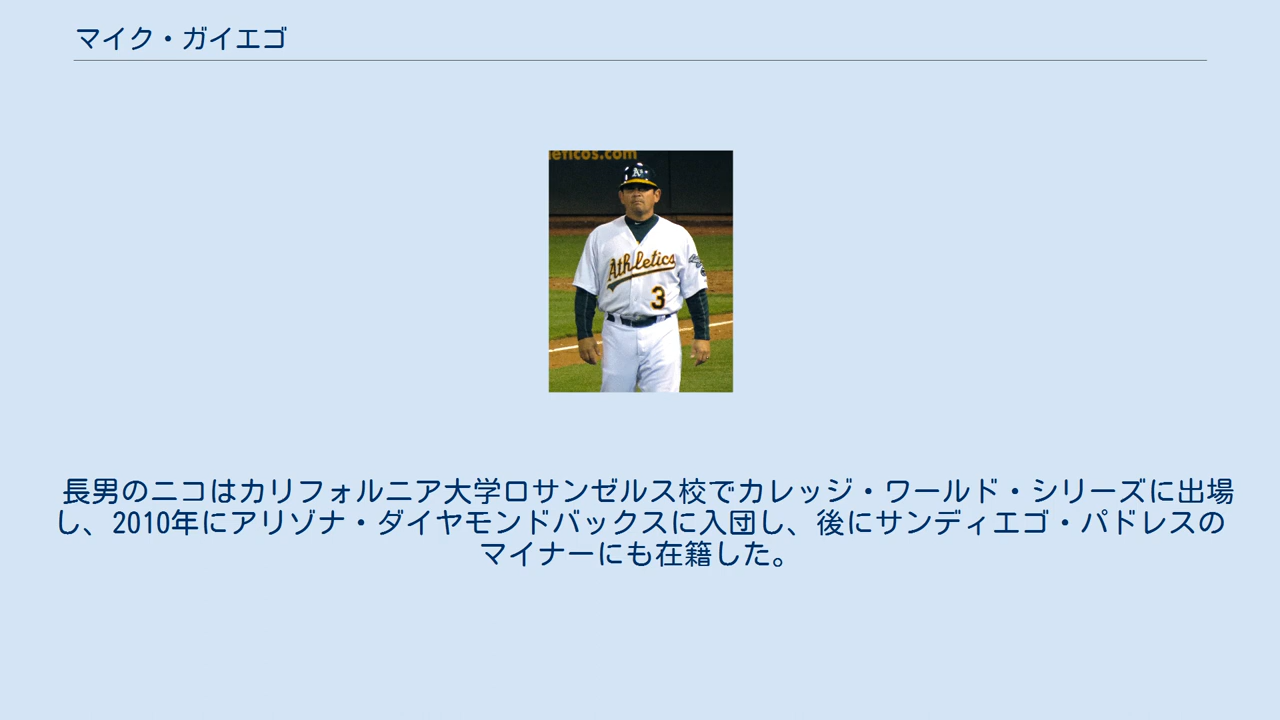 マイク・ガイエゴ
leticos.com
A's
Athletics
3
長男のニコはカリフォルニア大学ロサンゼルス校でカレッジ・ワールド・シリーズに出場
し、2010年にアリゾナ・ダイヤモンドバックスに入団し、後にサンディエゴ・パドレスの
マイナーにも在籍した。